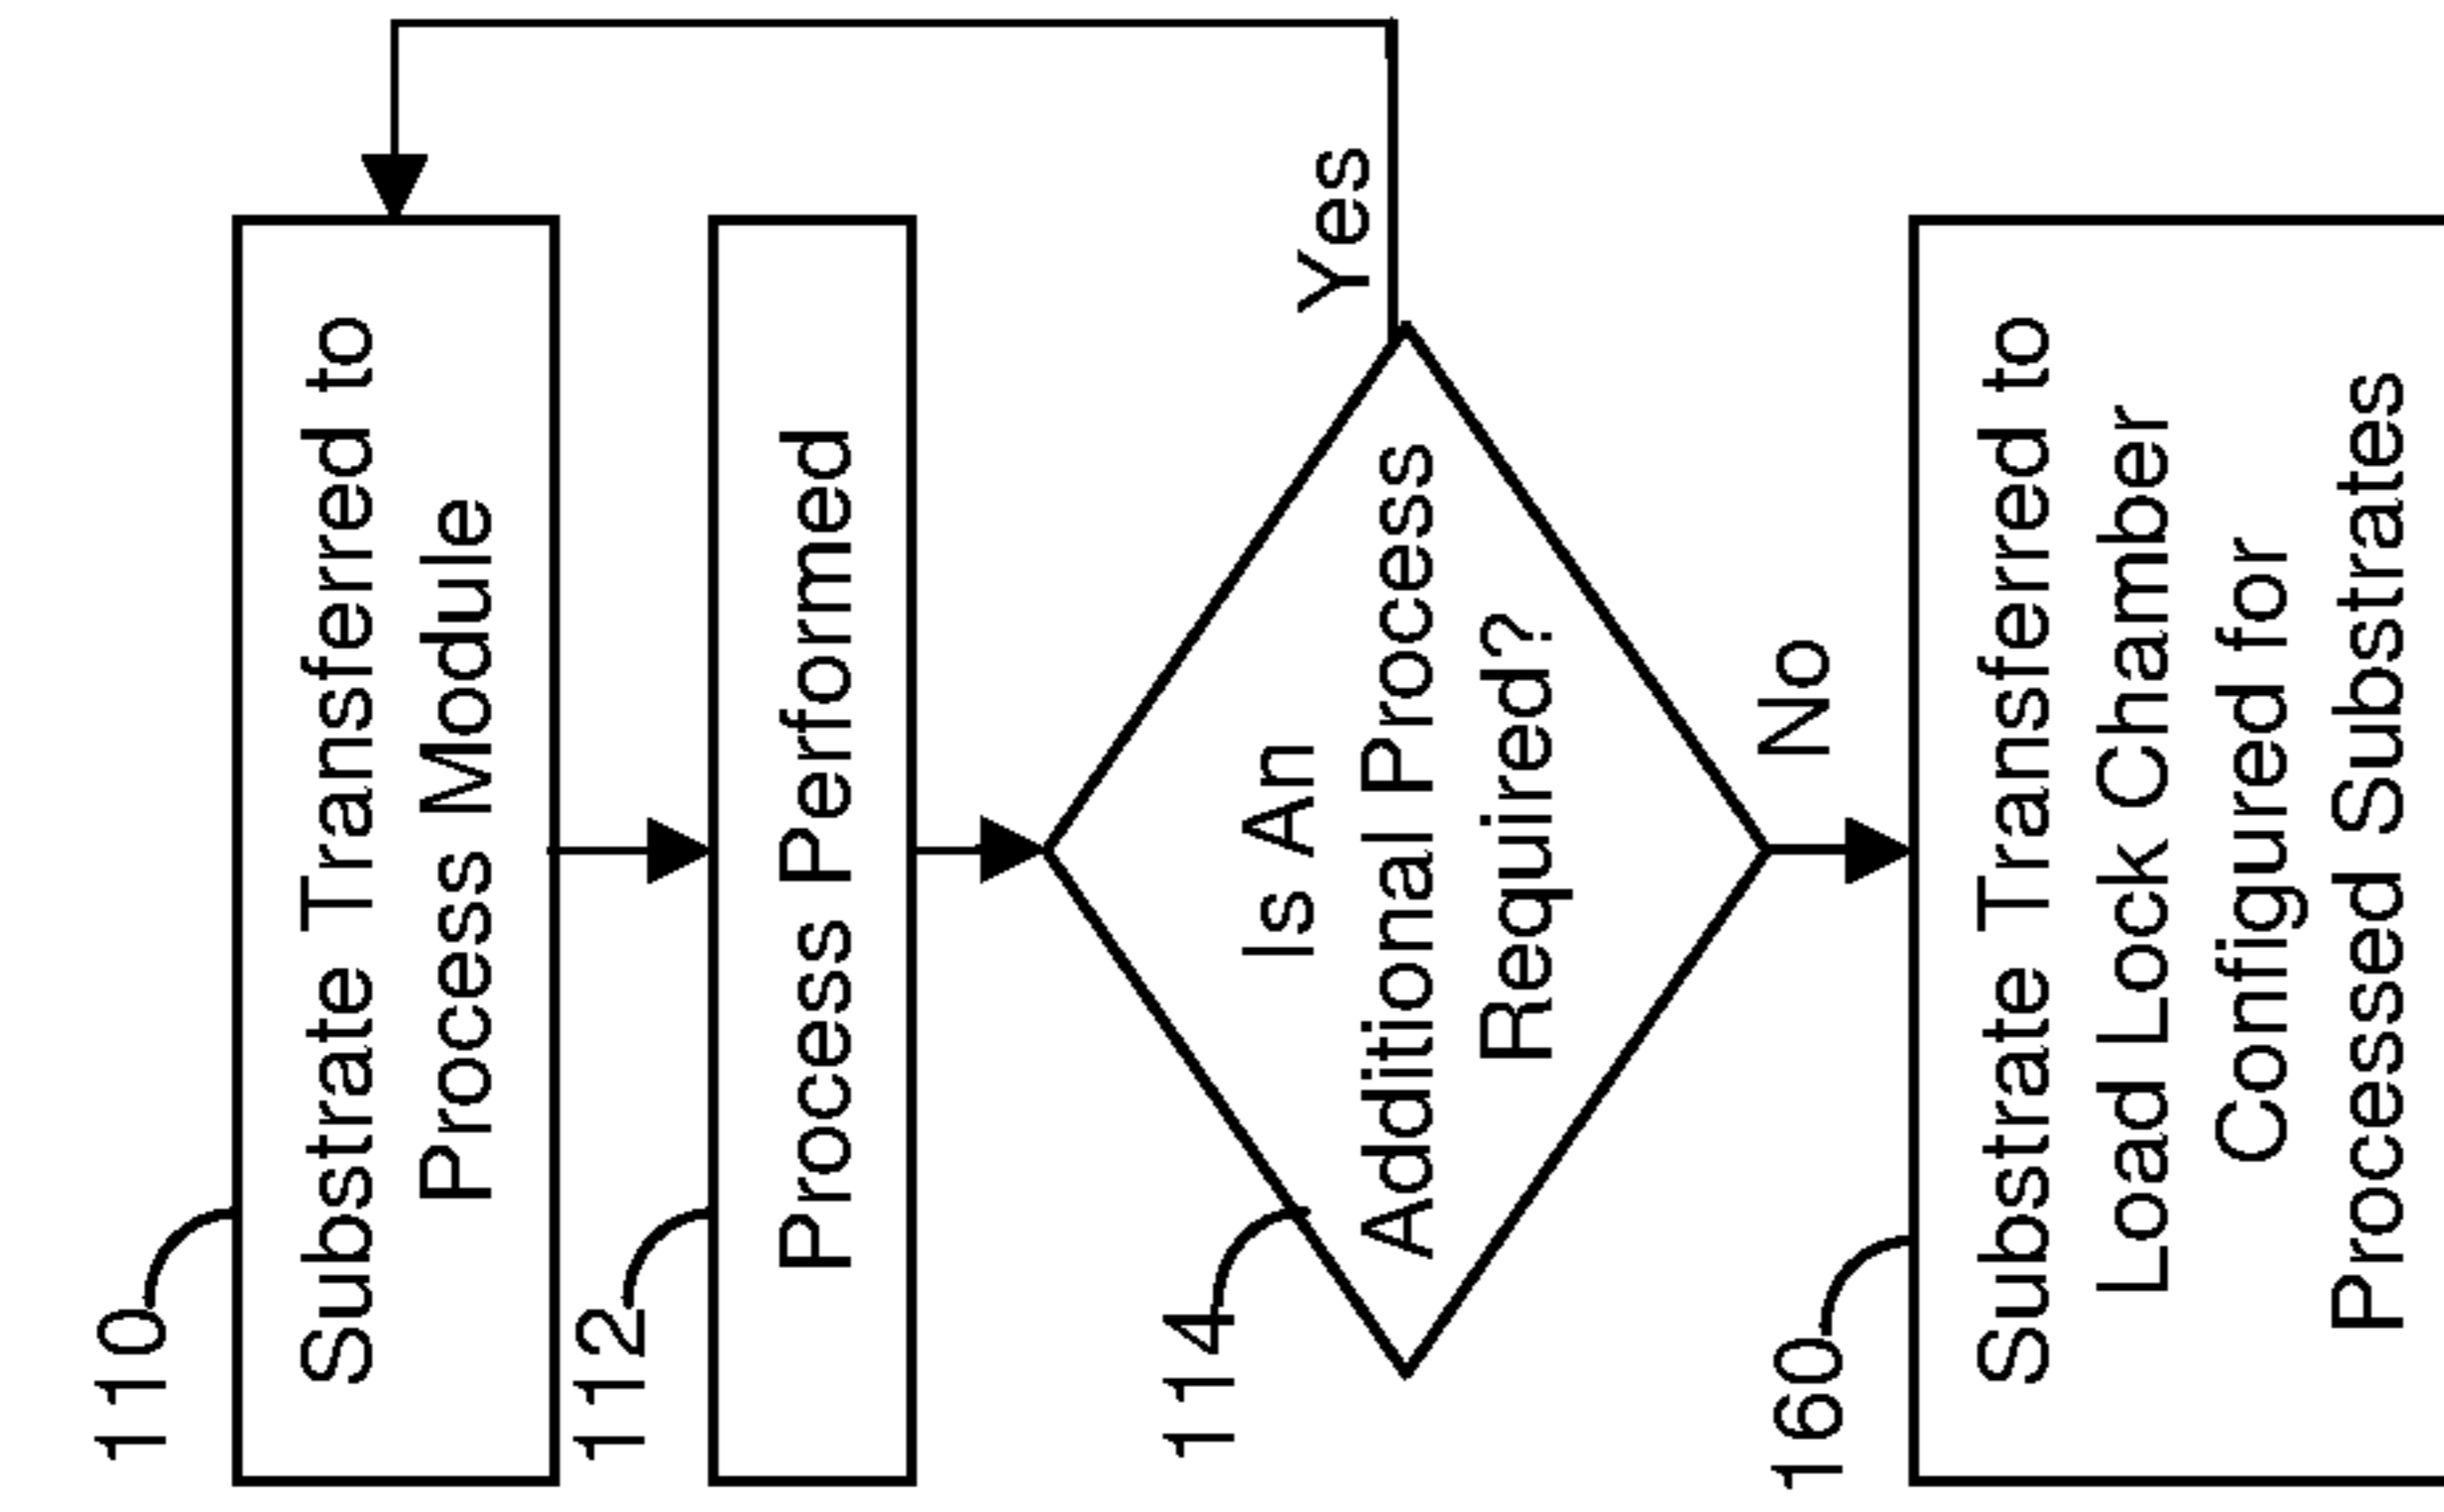 110
Substrate Transferred to
Process Module
112
Process Performed
114
Is An
Additional Process
Required?
Yes
No
160
Substrate Transferred to
Load Lock Chamber
Configured for
Processed Substrates